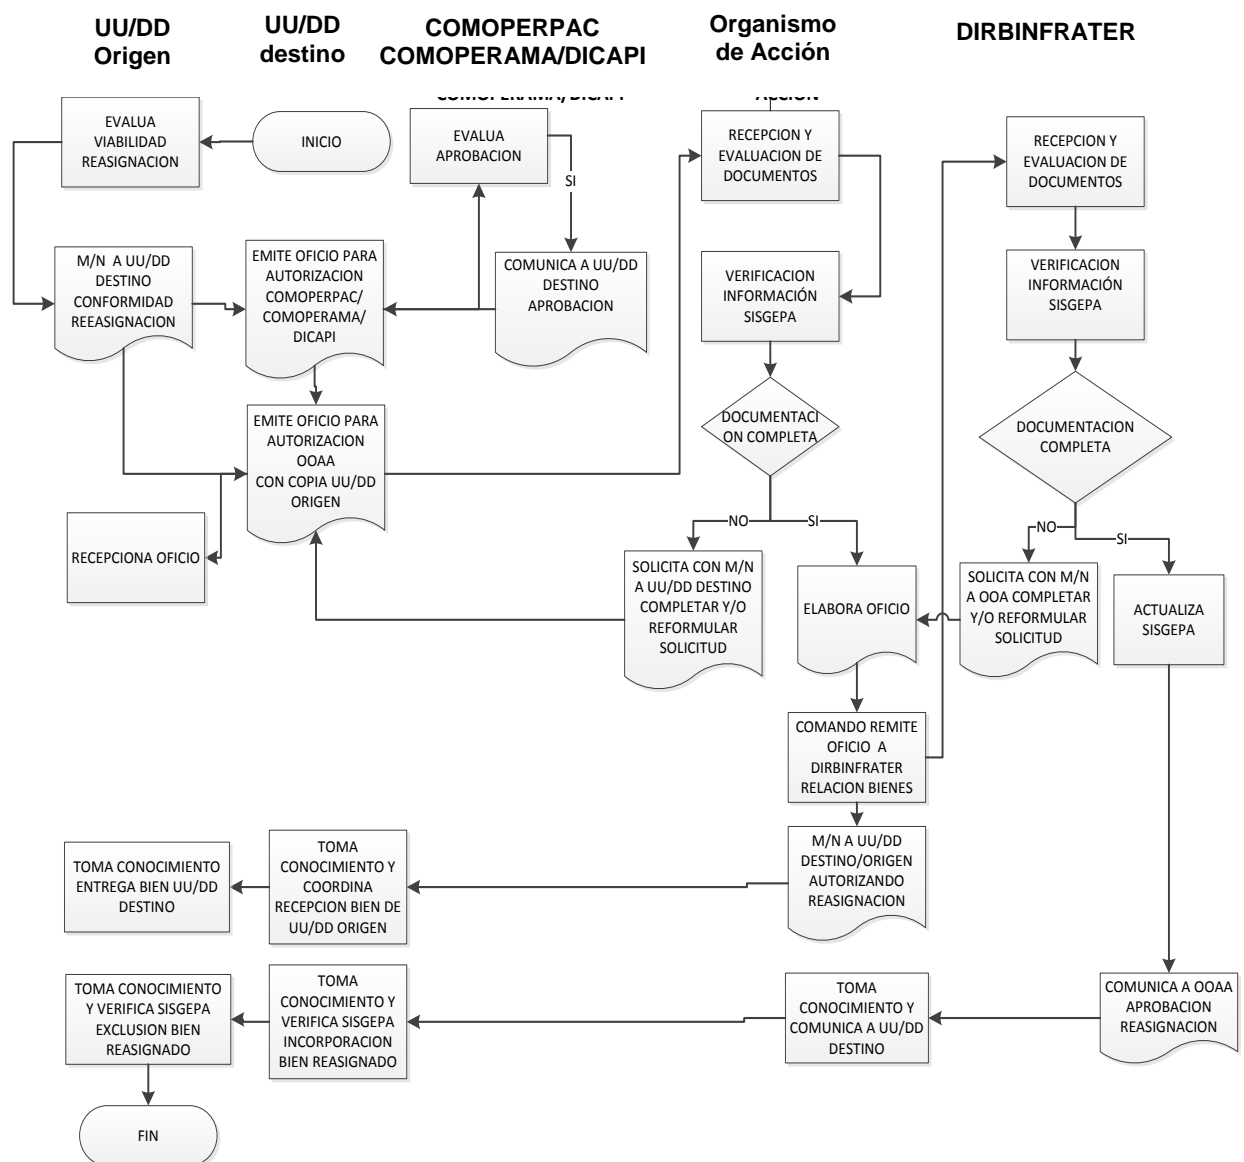 UU/DD
Origen
UU/DD
destino
COMOPERPAC
COMOPERAMA/DICAPI
Organismo
de Acción
DIRBINFRATER
COMOPERAMA/DICAPI
ACCIÓN
EVALUA
VIABILIDAD
REASIGNACION
INICIO
EVALUA
APROBACION
SI
RECEPCION Y
EVALUACION DE
DOCUMENTOS
RECEPCION Y
EVALUACION DE
DOCUMENTOS
M/N A UU/DD
DESTINO
CONFORMIDAD
REEASIGNACION
EMITE OFICIO PARA
AUTORIZACION
COMOPERPAC/
COMOPERAMA/
DICAPI
COMUNICA A UU/DD
DESTINO
APROBACION
VERIFICACION
INFORMACIÓN
SISGEPA
VERIFICACION
INFORMACIÓN
SISGEPA
EMITE OFICIO PARA
AUTORIZACION
OOAA
CON COPIA UU/DD
ORIGEN
DOCUMENTACI
ON COMPLETA
DOCUMENTACION
COMPLETA
RECEPCIONA OFICIO
NO
SI
NO
SI
SOLICITA CON M/N
A UU/DD DESTINO
COMPLETAR Y/O
REFORMULAR
SOLICITUD
ELABORA OFICIO
SOLICITA CON M/N
A OOA COMPLETAR
Y/O REFORMULAR
SOLICITUD
ACTUALIZA
SISGEPA
COMANDO REMITE
OFICIO A
DIRBINFRATER
RELACION BIENES
TOMA CONOCIMIENTO
ENTREGA BIEN UU/DD
DESTINO
TOMA
CONOCIMIENTO Y
COORDINA
RECEPCION BIEN DE
UU/DD ORIGEN
M/N A UU/DD
DESTINO/ORIGEN
AUTORIZANDO
REASIGNACION
TOMA CONOCIMIENTO
Y VERIFICA SISGEPA
EXCLUSION BIEN
REASIGNADO
TOMA
CONOCIMIENTO Y
VERIFICA SISGEPA
INCORPORACION
BIEN REASIGNADO
TOMA
CONOCIMIENTO Y
COMUNICA A UU/DD
DESTINO
COMUNICA A OOAA
APROBACION
REASIGNACION
FIN